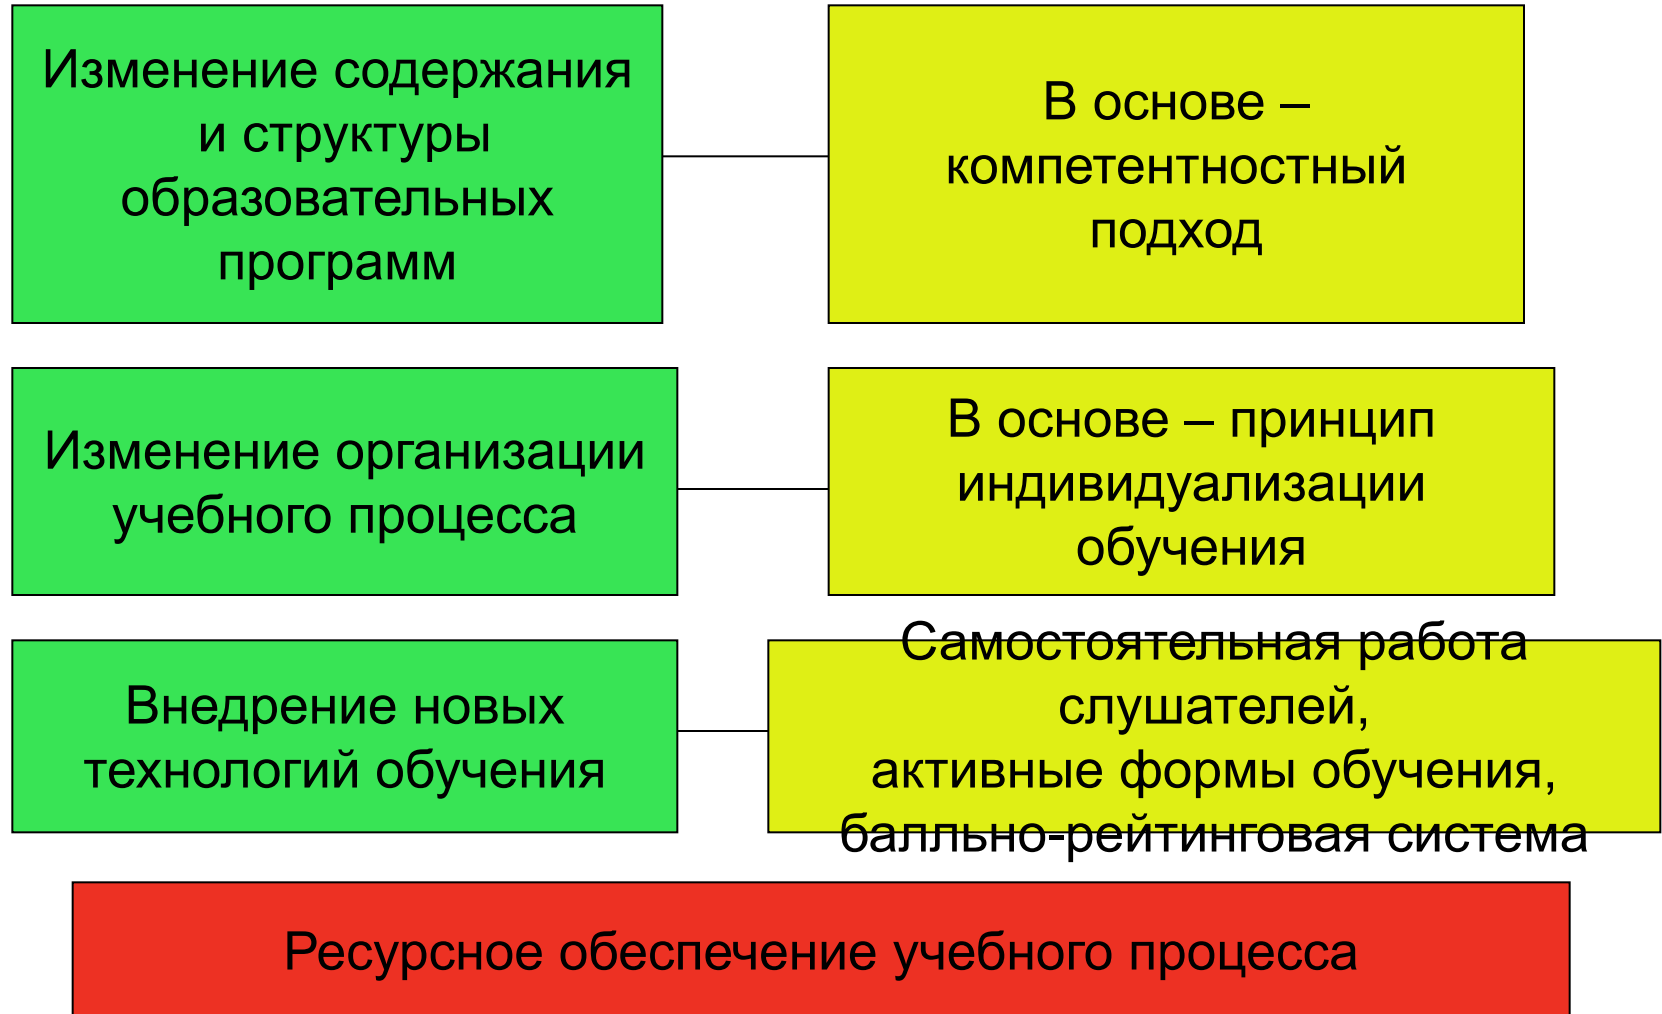 Изменение содержания
и структуры
образовательных
программ
В основе –
компетентностный
подход
Изменение организации
учебного процесса
В основе – принцип
индивидуализации
обучения
Внедрение новых
технологий обучения
Самостоятельная работа
слушателей,
активные формы обучения,
балльно-рейтинговая система
Ресурсное обеспечение учебного процесса